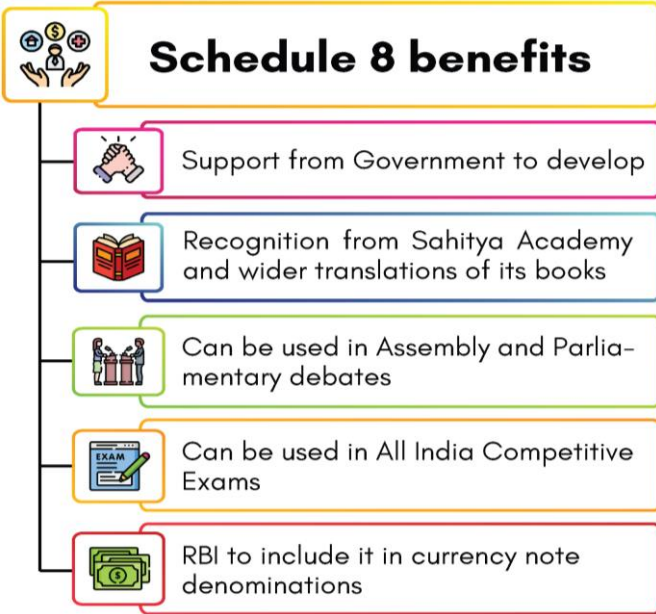 Schedule 8 benefits
Support from Government to develop
Recognition from Sahitya Academy
and wider translations of its books
Can be used in Assembly and Parlia-
mentary debates
EXAM
Can be used in All India Competitive
Exams
RBI to include it in currency note
denominations